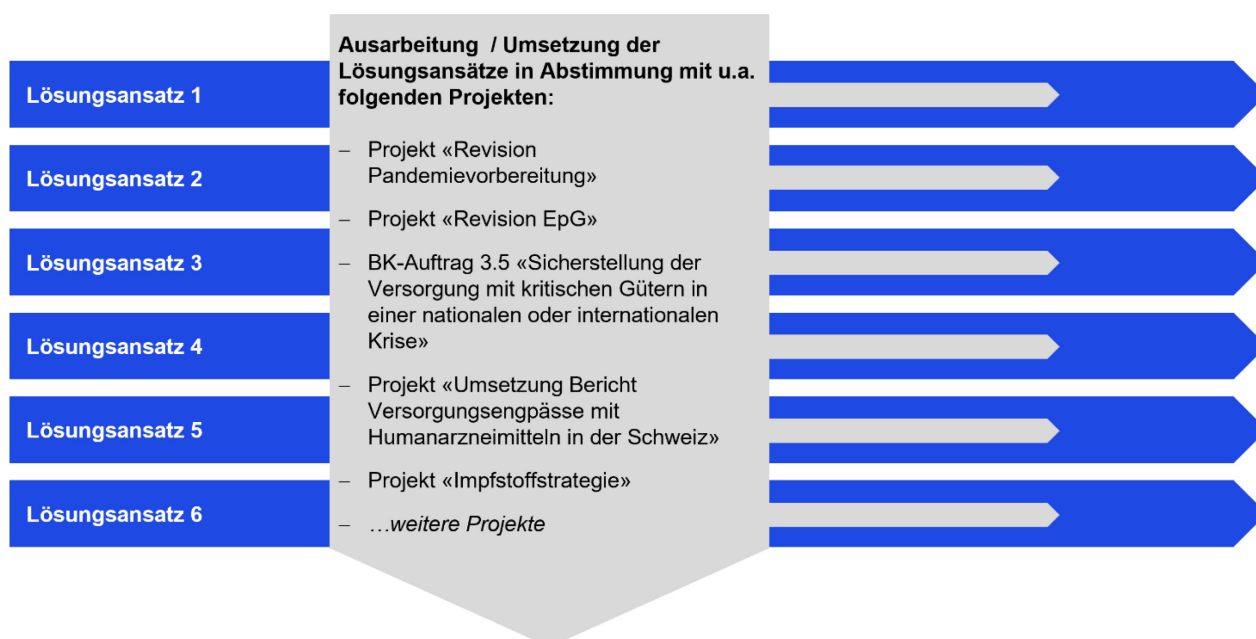 Ausarbeitung / Umsetzung der
Lösungsansätze in Abstimmung mit u.a.
folgenden Projekten:
Lösungsansatz 1
Lösungsansatz 2
Lösungsansatz 3
Lösungsansatz 4
Lösungsansatz 5
Lösungsansatz 6
– Projekt «Revision
Pandemievorbereitung»
– Projekt «Revision EpG»
– BK-Auftrag 3.5 «Sicherstellung der
Versorgung mit kritischen Gütern in
einer nationalen oder internationalen
Krise»
– Projekt «Umsetzung Bericht
Versorgungsengpässe mit
Humanarzneimitteln in der Schweiz»
– Projekt «Impfstoffstrategie»
– …weitere Projekte